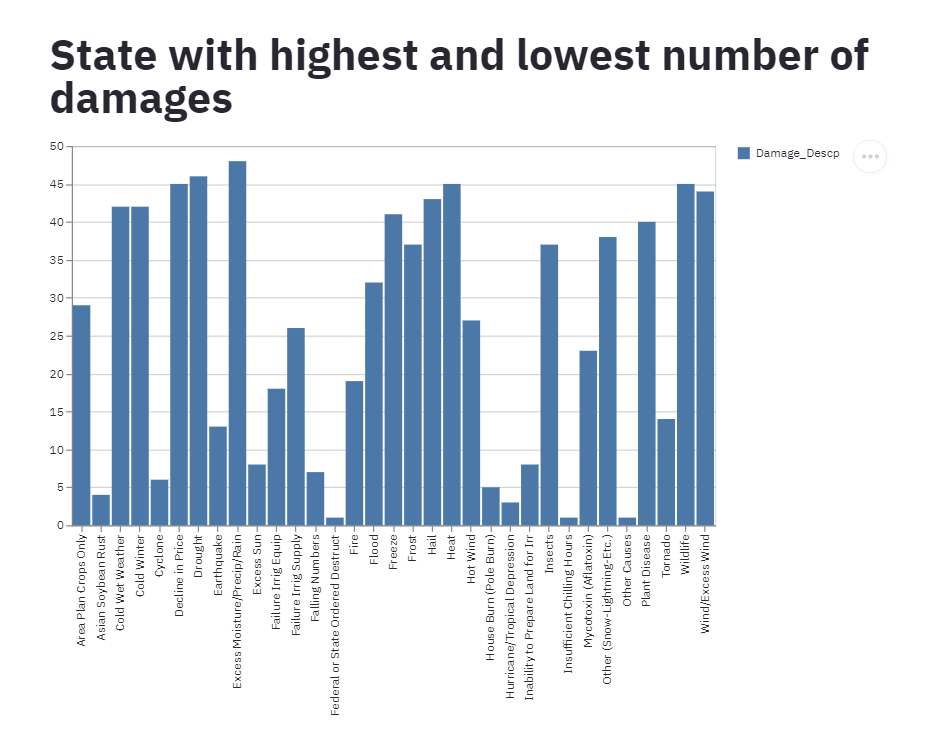 State with highest and lowest number of
damages
50
45
40
35
30
25
20
15
10
5
0
Damage_Descp
Area Plan Crops Only
Asian Soybean Rust
Cold Wet Weather
Cold Winter
Cyclone
Decline in Price
Drought
Earthquake
Excess Moisture/Precip/Rain
Excess Sun
Failure Irrig Equip
Failure Irrig Supply
Falling Numbers
Federal or State Ordered Destruct
Fire
Flood
Freeze
Frost
Hail
Heat
Hot Wind
House Burn (Pole Burn)
Hurricane/Tropical Depression
Inability to Prepare Land for Irr
Insects
Insufficient Chilling Hours
Mycotoxin (Aflatoxin)
Other (Snow-Lightning-Etc.)
Other Causes
Plant Disease
Tornado
Wildlife
Wind/Excess Wind